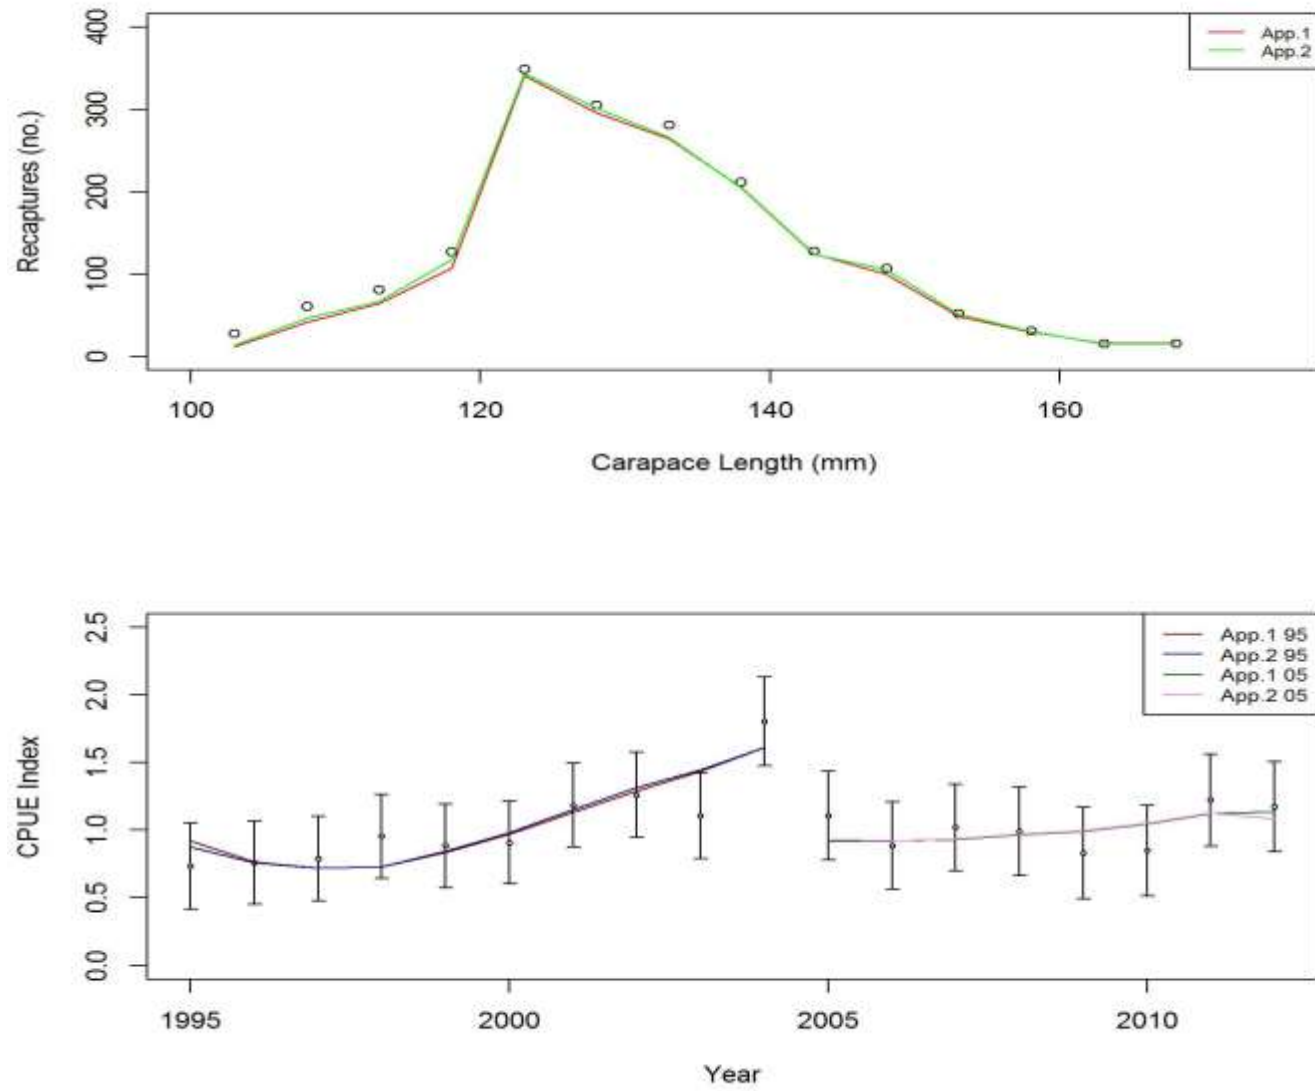 400
300
200
100
0
Recaptures (no.)
App.1
App.2
100 120 140 160
Carapace Length (mm)
2.5
2.0
1.5
1.0
0.5
0.0
CPUE Index
App.1 95
App.2 95
App.1 05
App.2 05
1995 2000 2005 2010
Year